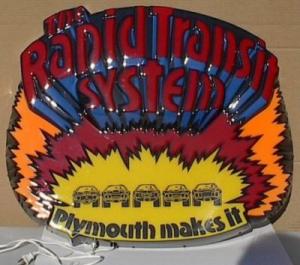 The
Rapid Transit
System
Plymouth makes it